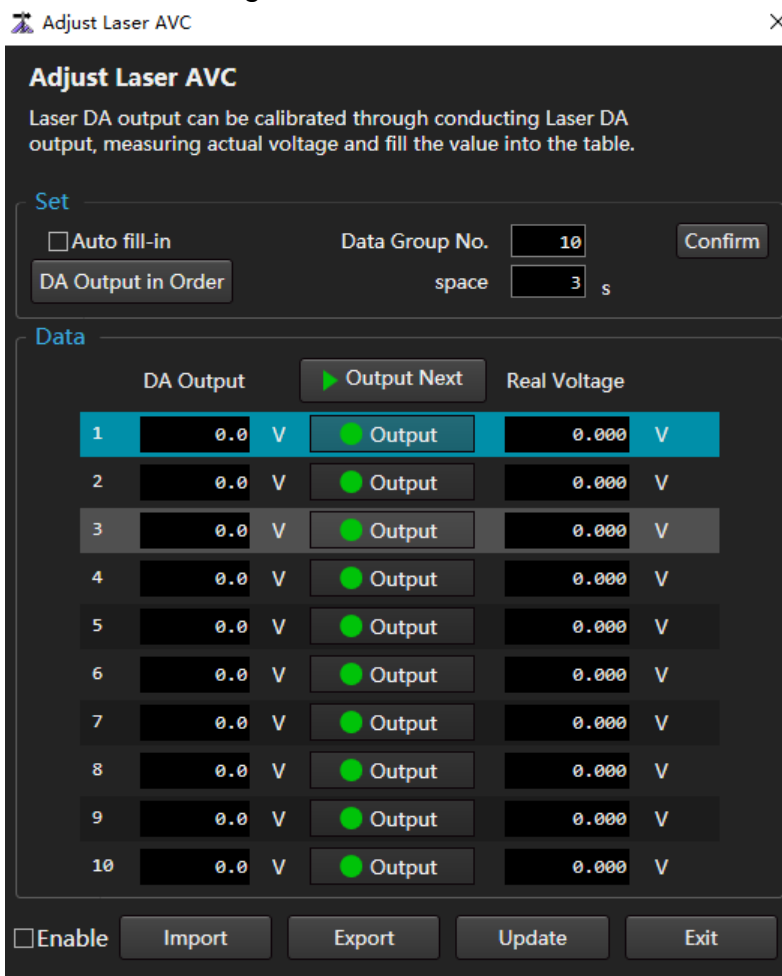 Adjust Laser AVC
Adjust Laser AVC
Laser DA output can be calibrated through conducting Laser DA
output, measuring actual voltage and fill the value into the table.
Set
Auto fill-in Data Group No. 10 Confirm
DA Output in Order space 3 s
Data
DA Output Output Next Real Voltage
1 0.0 V Output 0.000 V
2 0.0 V Output 0.000 V
3 0.0 V Output 0.000 V
4 0.0 V Output 0.000 V
5 0.0 V Output 0.000 V
6 0.0 V Output 0.000 V
7 0.0 V Output 0.000 V
8 0.0 V Output 0.000 V
9 0.0 V Output 0.000 V
10 0.0 V Output 0.000 V
Enable Import Export Update Exit